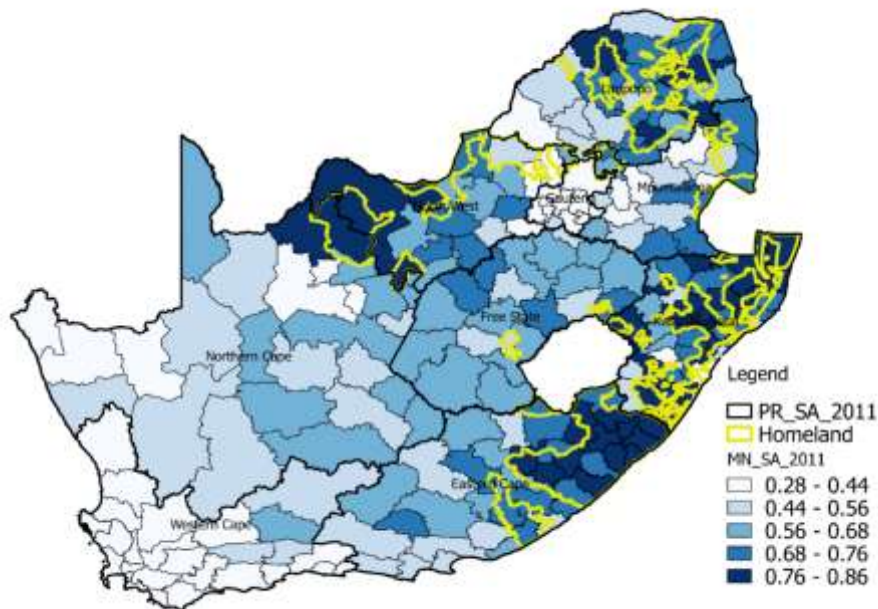 Limpopo
North West
Gauteng
Mpumalanga
Free State
Northern Cape
Eastern Cape
Western Cape
Legend
PR_SA_2011
Homeland
MN_SA_2011
0.28 - 0.44
0.44 - 0.56
0.56 - 0.68
0.68 - 0.76
0.76 - 0.86